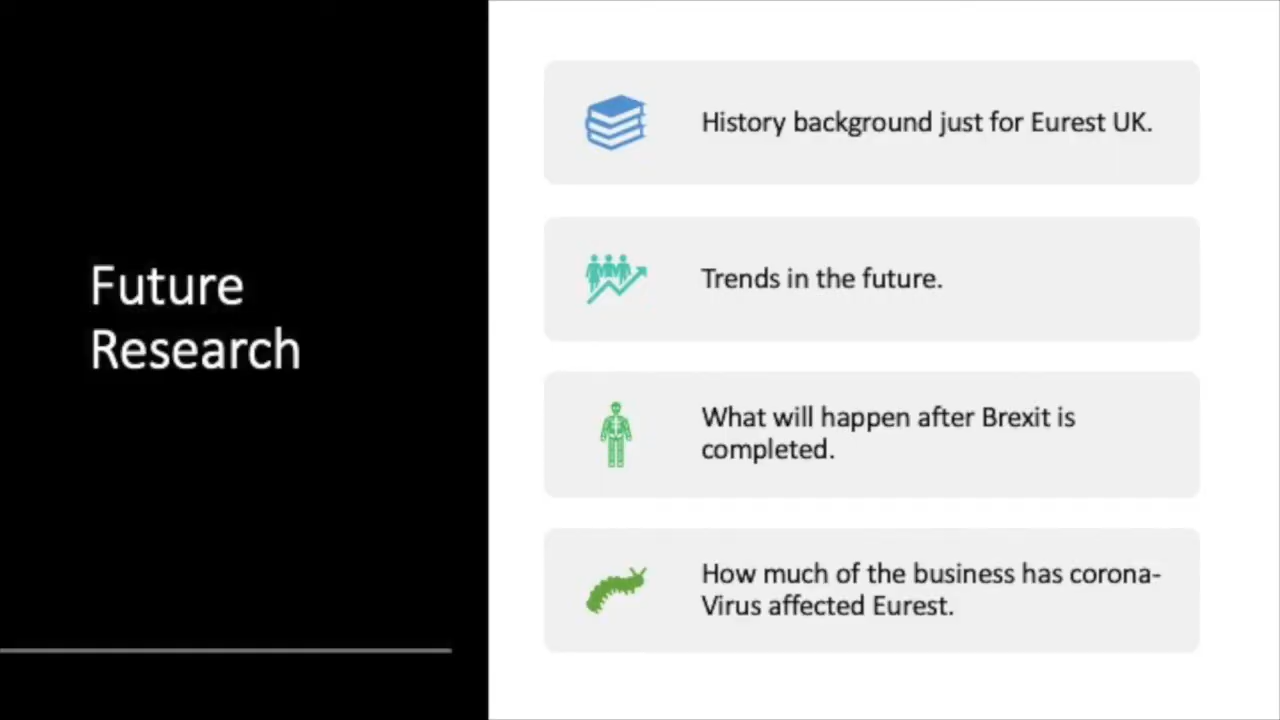 Future
Research
History background just for Eurest UK.
Trends in the future.
What will happen after Brexit is
completed.
How much of the business has corona-
Virus affected Eurest.